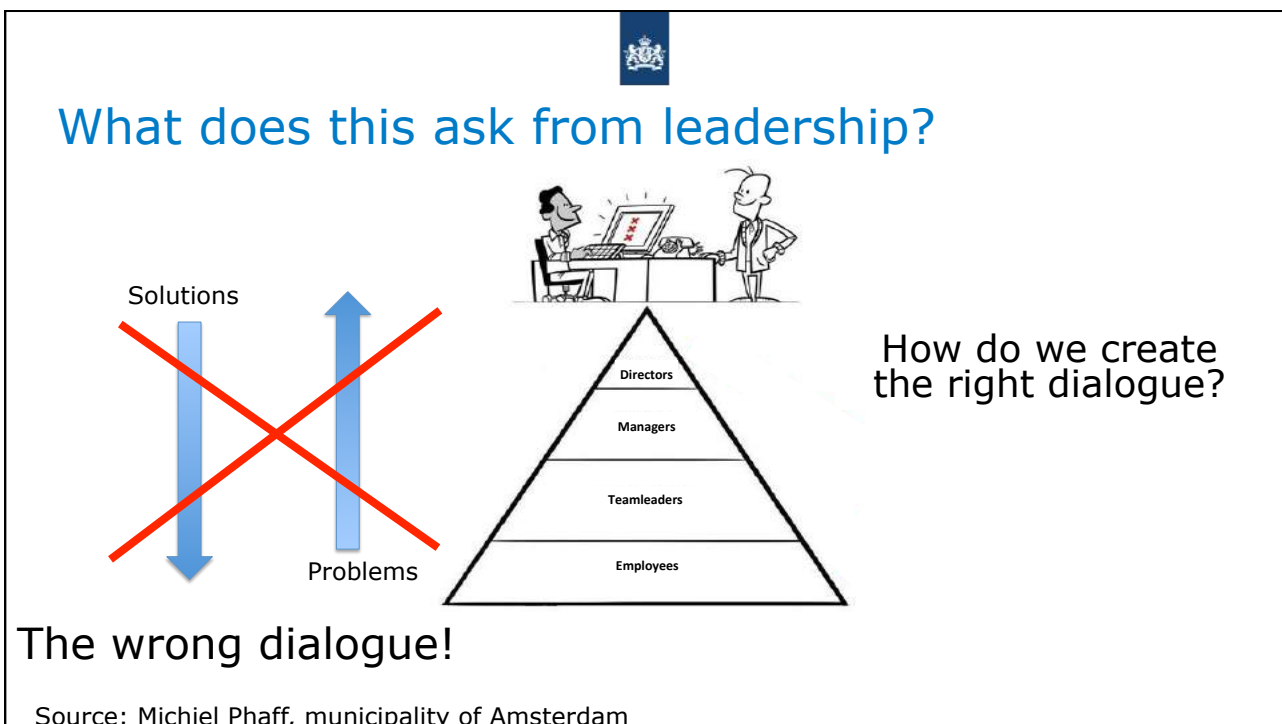 What does this ask from leadership?
Solutions
Problems
The wrong dialogue!
xxx
Directors
Managers
Teamleaders
Employees
How do we create
the right dialogue?
Source: Michiel Phaff, municipality of Amsterdam